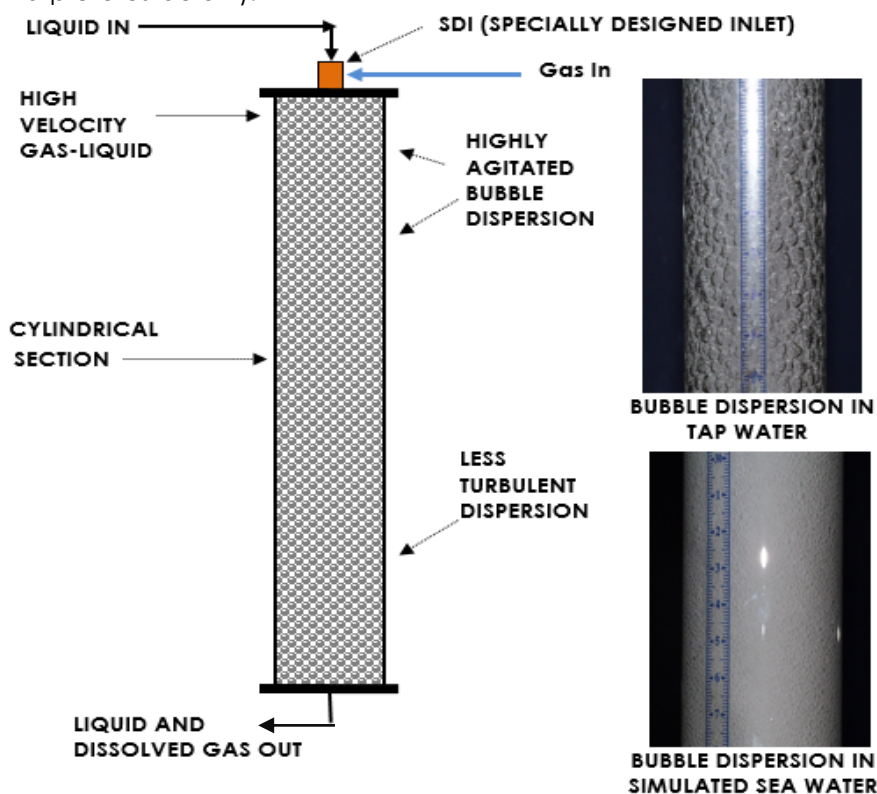 LIQUID IN
SDI (SPECIALLY DESIGNED INLET)
Gas In
HIGH
VELOCITY
GAS-LIQUID
HIGHLY
AGITATED
BUBBLE
DISPERSION
CYLINDRICAL
SECTION
BUBBLE DISPERSION IN
TAP WATER
LESS
TURBULENT
DISPERSION
LIQUID AND
DISSOLVED GAS OUT
BUBBLE DISPERSION IN
SIMULATED SEA WATER